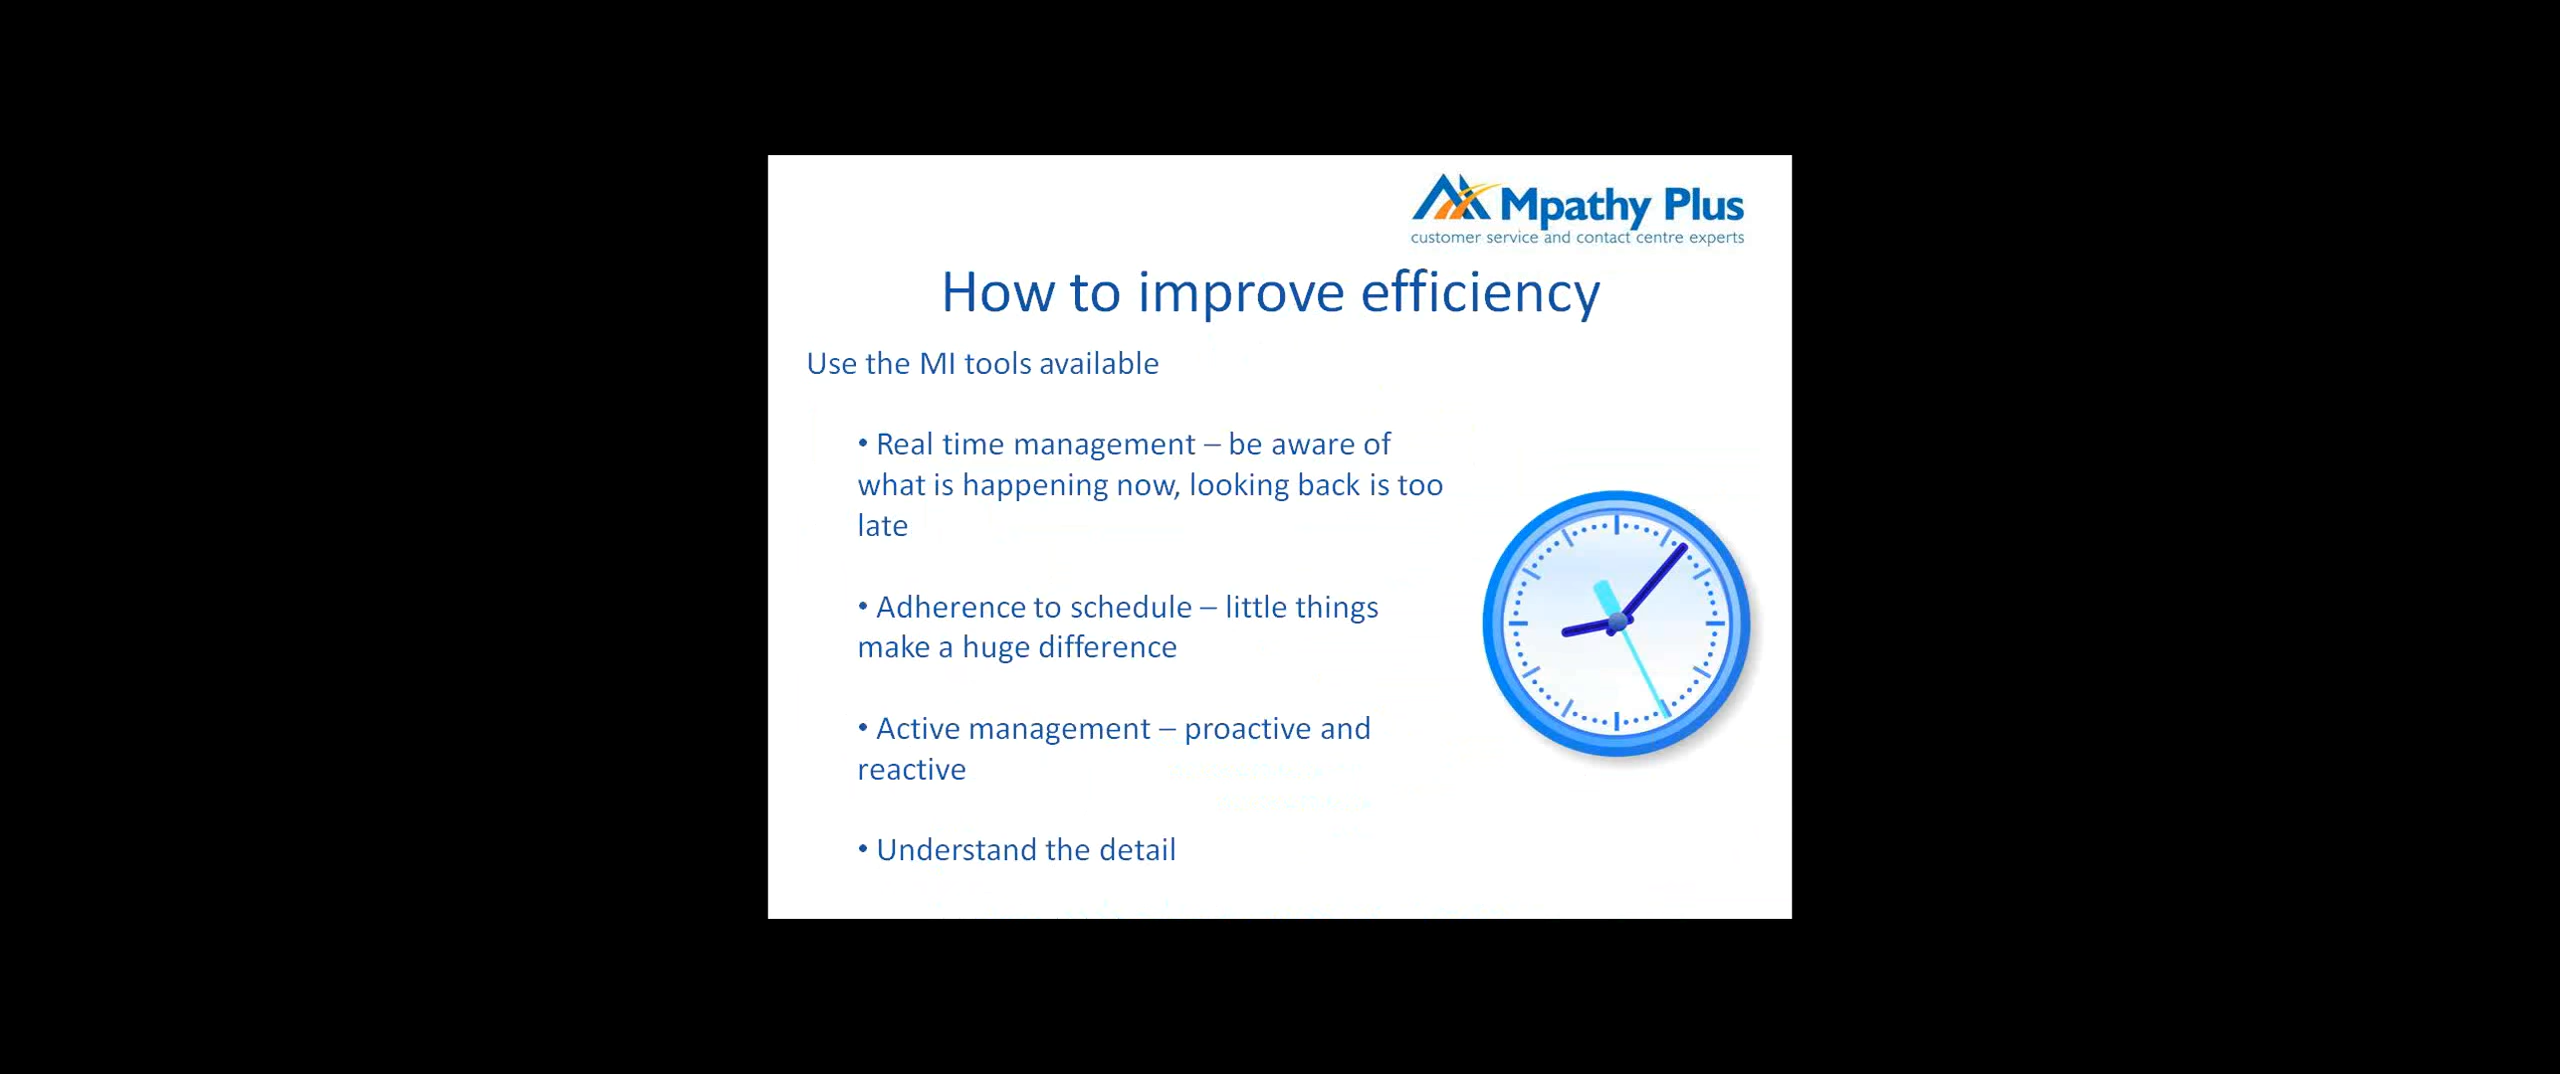 Mpathy Plus
customer service and contact centre experts
How to improve efficiency
Use the MI tools available
• Real time management – be aware of
what is happening now, looking back is too
late
• Adherence to schedule – little things
make a huge difference
• Active management – proactive and
reactive
• Understand the detail